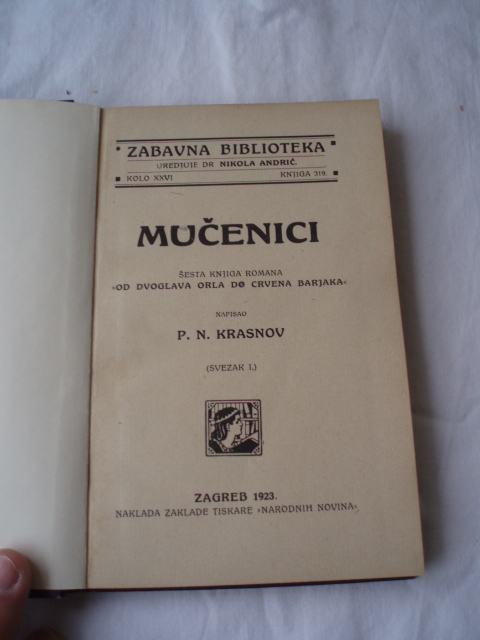 ZABAVNA BIBLIOTEKA
UREDJUJE DR NIKOLA ANDRIĆ.
KOLO XXVI KNJIGA 319.
MUČENICI
ŠESTA KNJIGA ROMANA
»OD DVOGLAVA ORLA DO CRVENA BARJAKA«
NAPISAO
P. N. KRASNOV
(SVEZAK I.)
ZAGREB 1923.
NAKLADA ZAKLADE TISKARE »NARODNIH NOVINA«